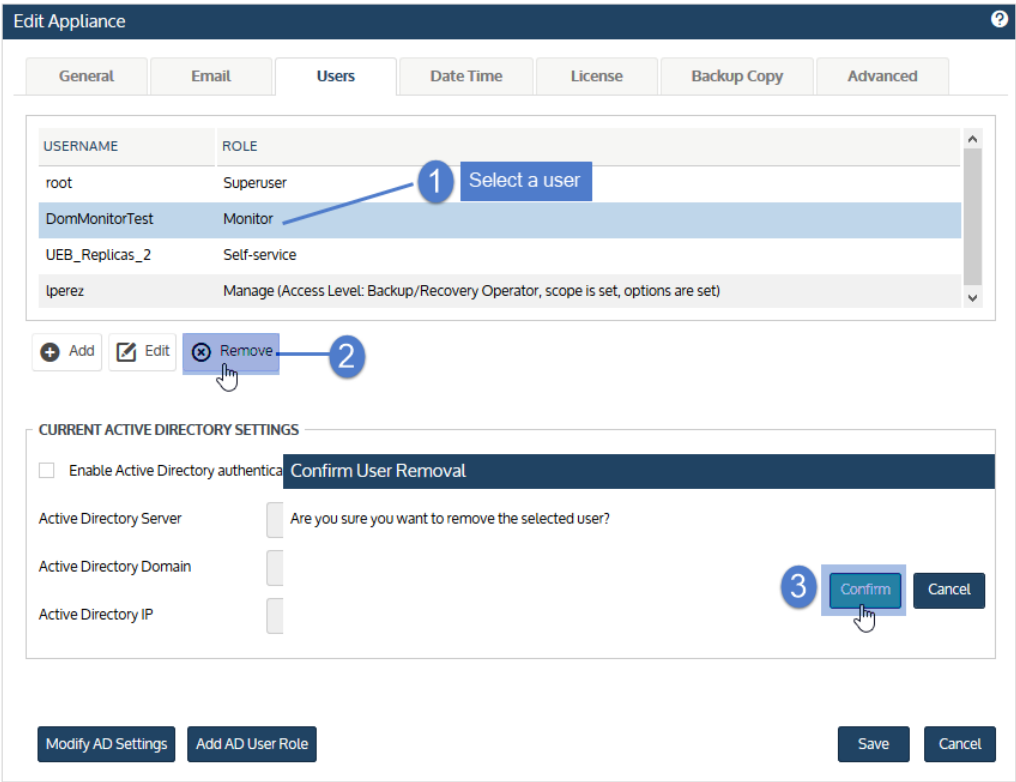 Edit Appliance
General Email Users Date Time License Backup Copy Advanced
USERNAME ROLE
root Superuser
1 Select a user
DomMonitorTest Monitor
UEB_Replicas_2 Self-service
lperez Manage (Access Level: Backup/Recovery Operator, scope is set, options are set)
Add Edit Remove 2
CURRENT ACTIVE DIRECTORY SETTINGS
Enable Active Directory authentica
Confirm User Removal
Active Directory Server
Are you sure you want to remove the selected user?
Active Directory Domain
3 Confirm Cancel
Active Directory IP
Modify AD Settings Add AD User Role Save Cancel